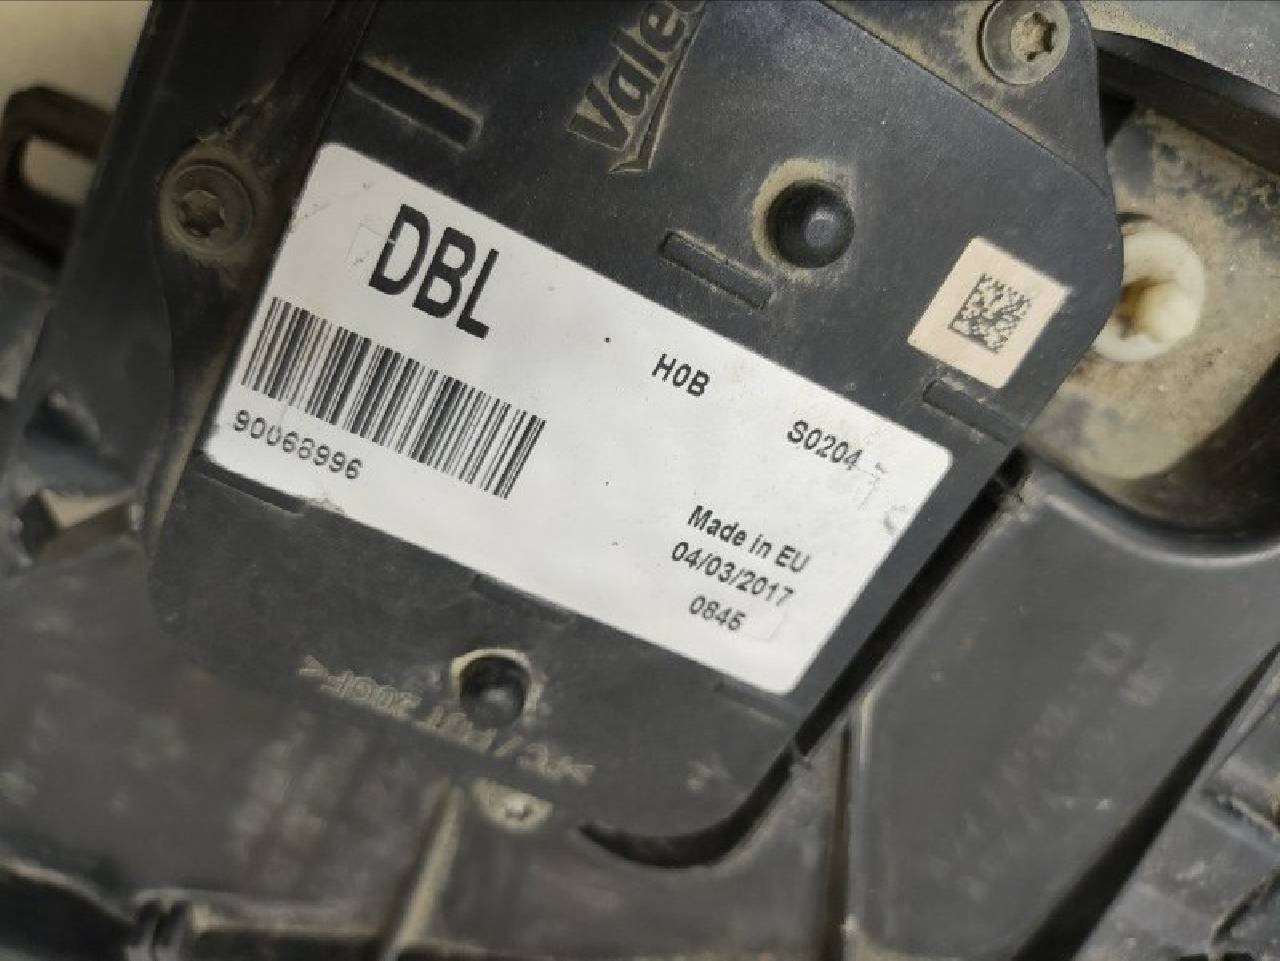 Valeo
DBL
H0B
S0204
90068996
Made in EU
04/03/2017
0845